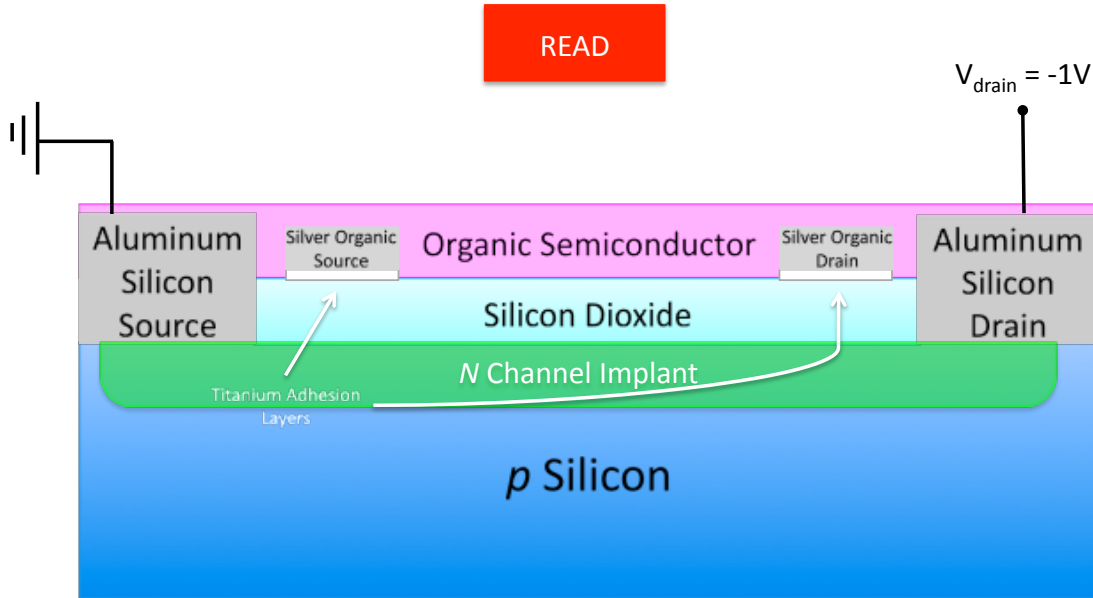 READ
V_drain = -1V
Aluminum
Silicon
Source
Silver Organic
Source
Organic Semiconductor
Silver Organic
Drain
Aluminum
Silicon
Drain
Silicon Dioxide
N Channel Implant
Titanium Adhesion
Layers
p Silicon